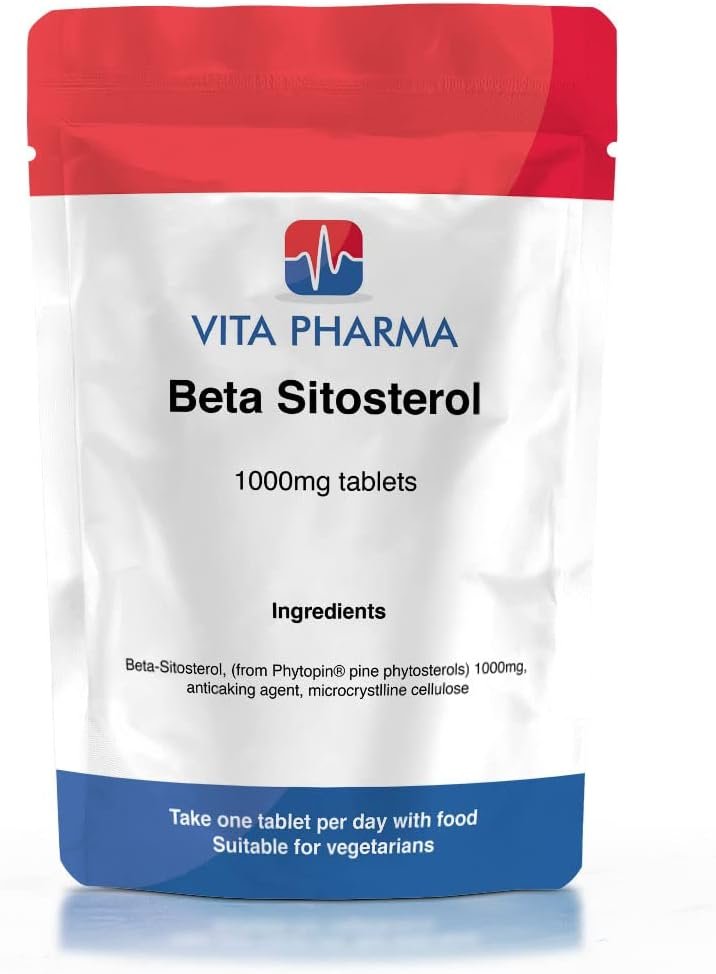 VITA PHARMA
Beta Sitosterol
1000mg tablets
Ingredients
Beta-Sitosterol, (from Phytopin® pine phytosterols) 1000mg,
anticaking agent, microcrystlline cellulose
Take one tablet per day with food
Suitable for vegetarians